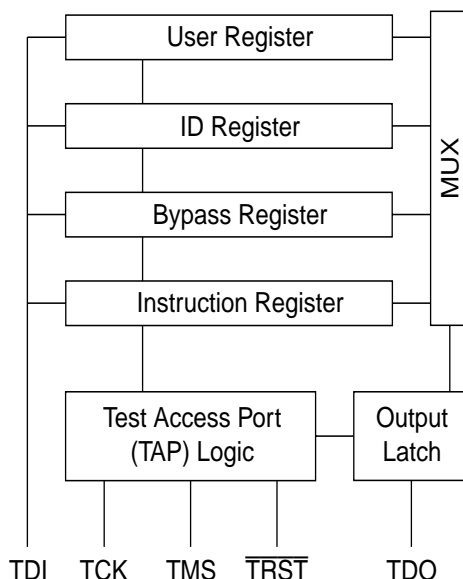 User Register
ID Register
MUX
Bypass Register
Instruction Register
Test Access Port
(TAP) Logic
Output
Latch
TDI TCK TMS T̅R̅S̅T̅ TDO